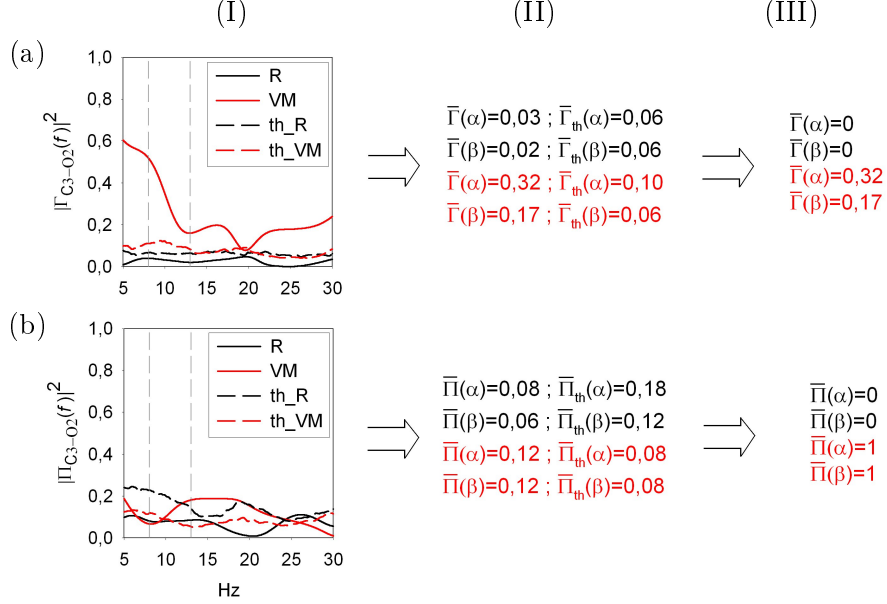 (I) (II) (III)
(a)
|Γ_C3−O2(f)|²
1,0
0,8
0,6
0,4
0,2
0,0
5 10 15 20 25 30
R
VM
th_R
th_VM
Γ̅(α)=0,03 ; Γ̅_th(α)=0,06
Γ̅(β)=0,02 ; Γ̅_th(β)=0,06
Γ̅(α)=0,32 ; Γ̅_th(α)=0,10
Γ̅(β)=0,17 ; Γ̅_th(β)=0,06
Γ̅(α)=0
Γ̅(β)=0
Γ̅(α)=0,32
Γ̅(β)=0,17
(b)
|Π_C3−O2(f)|²
1,0
0,8
0,6
0,4
0,2
0,0
5 10 15 20 25 30
Hz
R
VM
th_R
th_VM
Π̅(α)=0,08 ; Π̅_th(α)=0,18
Π̅(β)=0,06 ; Π̅_th(β)=0,12
Π̅(α)=0,12 ; Π̅_th(α)=0,08
Π̅(β)=0,12 ; Π̅_th(β)=0,08
Π̅(α)=0
Π̅(β)=0
Π̅(α)=1
Π̅(β)=1